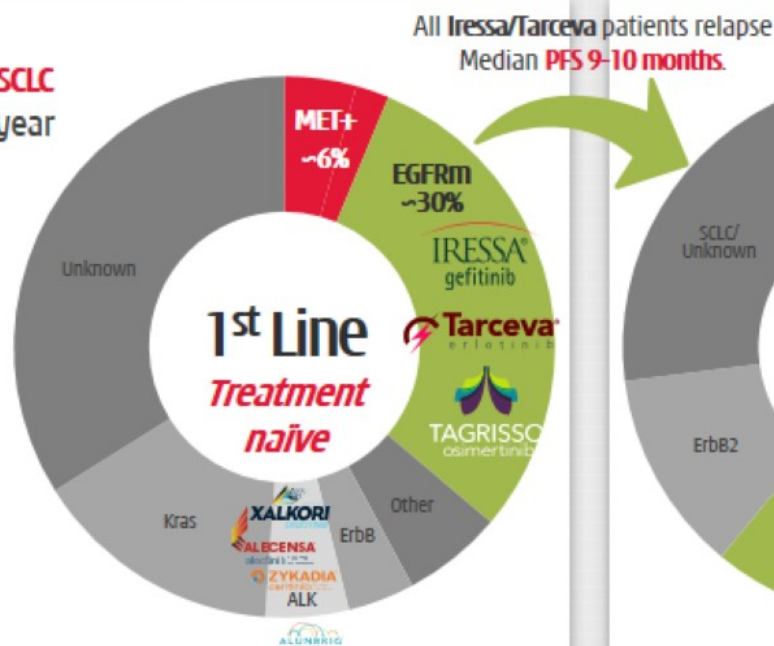 All Iressa/Tarceva patients relapse
Median PFS 9-10 months.
SCLC
year
MET+
~6%
EGFRm
~30%
IRESSA®
gefitinib
Tarceva®
erlotinib
TAGRISSO
osimertinib
Unknown
1st Line
Treatment
naïve
Kras
XALKORI
ALECENSA
ZYKADIA
ALK
ALUNBRIG
ErbB
Other
SCLC/
Unknown
ErbB2